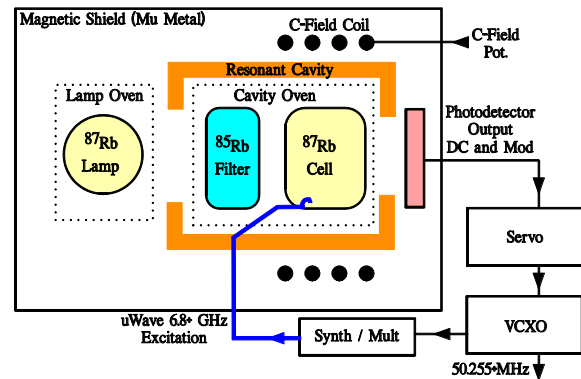 Magnetic Shield (Mu Metal)
C-Field Coil
C-Field
Pot.
Resonant Cavity
Lamp Oven
Cavity Oven
87Rb
Lamp
85Rb
Filter
87Rb
Cell
Photodetector
Output
DC and Mod
Servo
uWave 6.8+ GHz
Excitation
Synth / Mult
VCXO
50.255+MHz